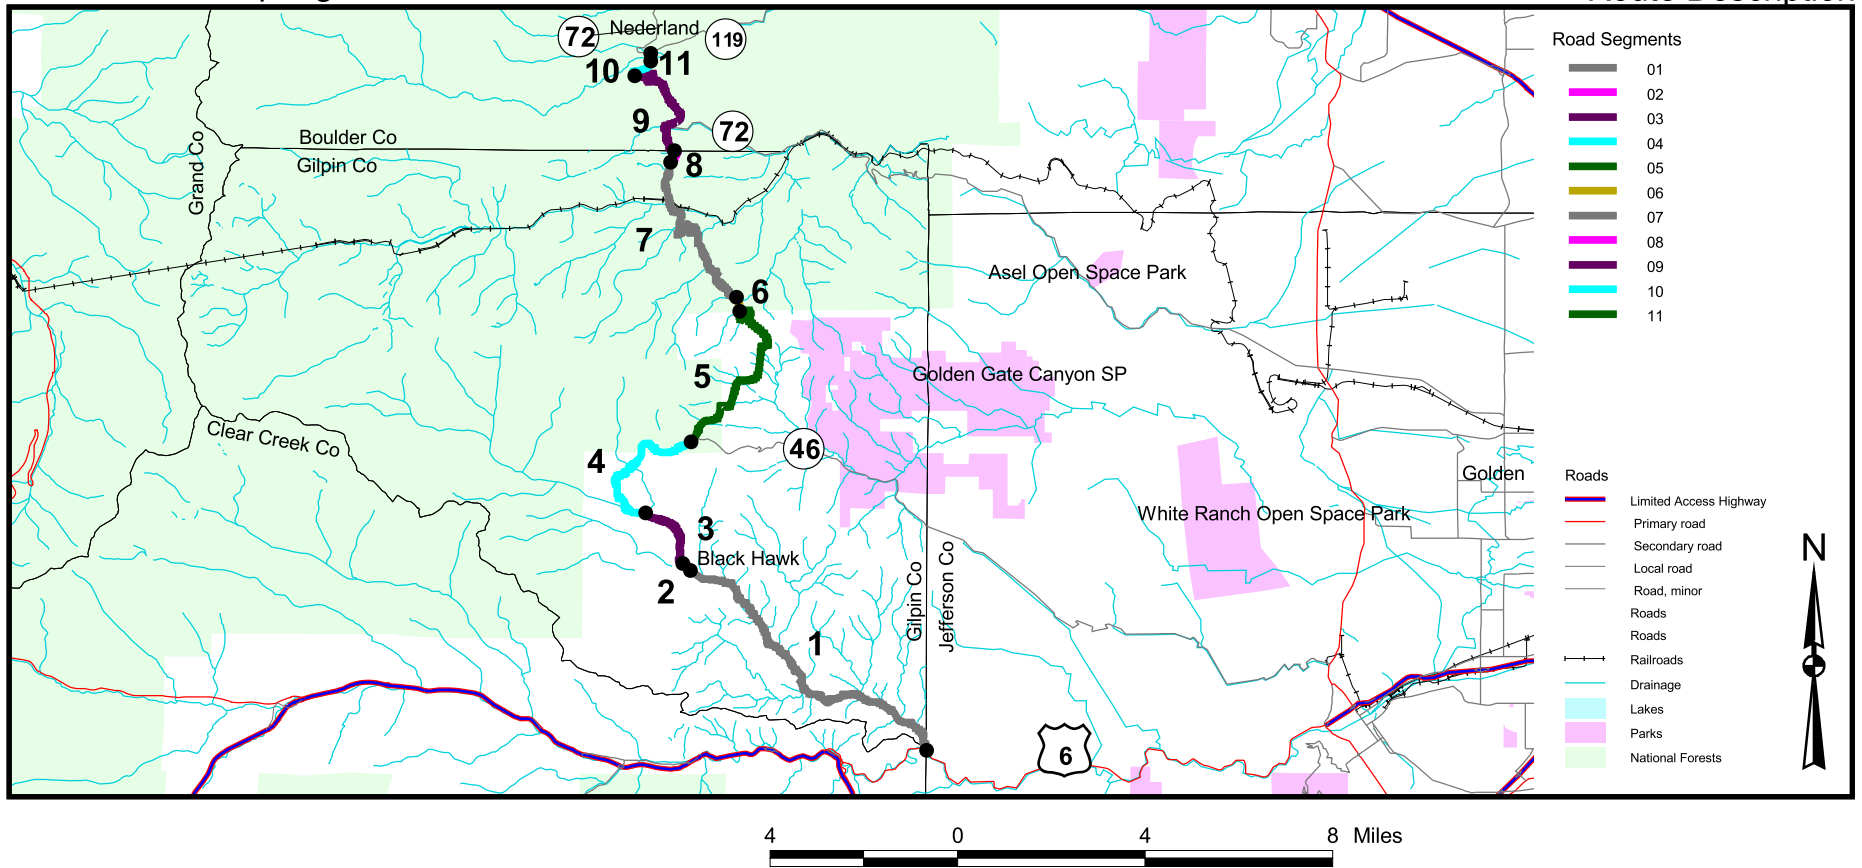 Nederland
72
119
10
11
9
72
Boulder Co
Gilpin Co
8
Grand Co
7
6
Asel Open Space Park
5
Golden Gate Canyon SP
Clear Creek Co
46
4
Golden
White Ranch Open Space Park
3
Black Hawk
2
Gilpin Co
Jefferson Co
1
6
Road Segments
01
02
03
04
05
06
07
08
09
10
11
Roads
Limited Access Highway
Primary road
Secondary road
Local road
Road, minor
Roads
Roads
Railroads
Drainage
Lakes
Parks
National Forests
N
4 0 4 8 Miles